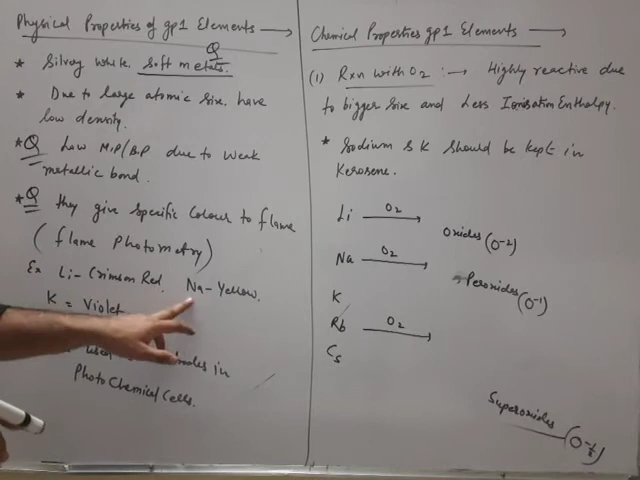 Physical Properties of gp1 Elements →
* Silvery white. Soft metals.
Q
* Due to large atomic size. have
low density.
* Q Low M.P/B.P due to weak
metallic bond.
* Q they give Specific Colour to flame
(flame Photometry)
Ex Li - Crimson Red. Na - Yellow.
K = Violet
used in
PhotoChemical Cells.
Chemical Properties gp1 Elements →
(1) Rxn with O2 :→ Highly reactive due
to bigger size and Less Ionisation Enthalpy.
* Sodium & K should be kept in
Kerosene.
Li O2 → Oxides (O-2)
Na O2 → Peroxides (O-1)
K
Rb O2 →
Cs
Superoxides (O-½)